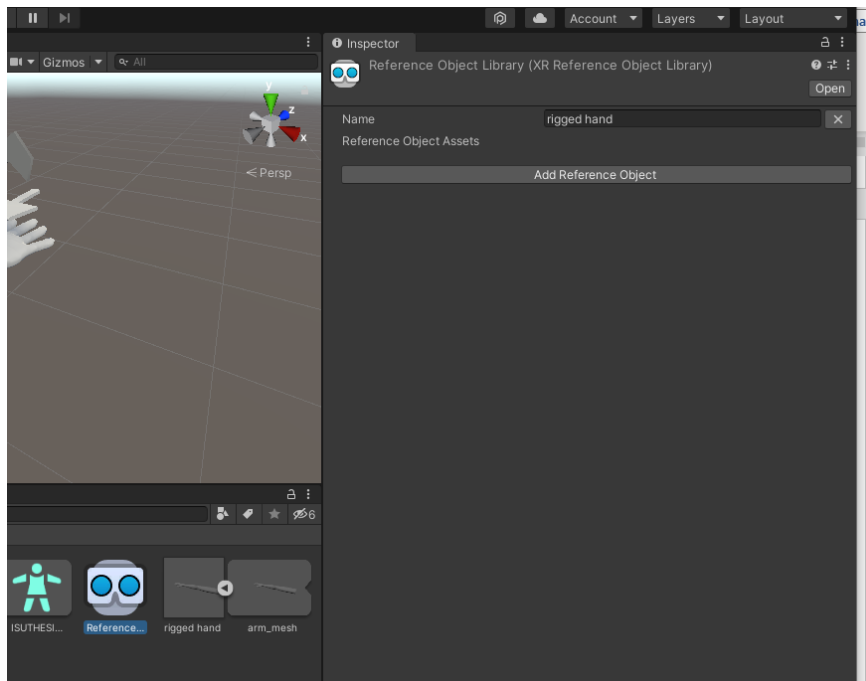 Account
Layers
Layout
Gizmos
All
y
z
x
Persp
Inspector
Reference Object Library (XR Reference Object Library)
Open
Name
rigged hand
Reference Object Assets
Add Reference Object
6
ISUTHESI...
Reference...
rigged hand
arm_mesh